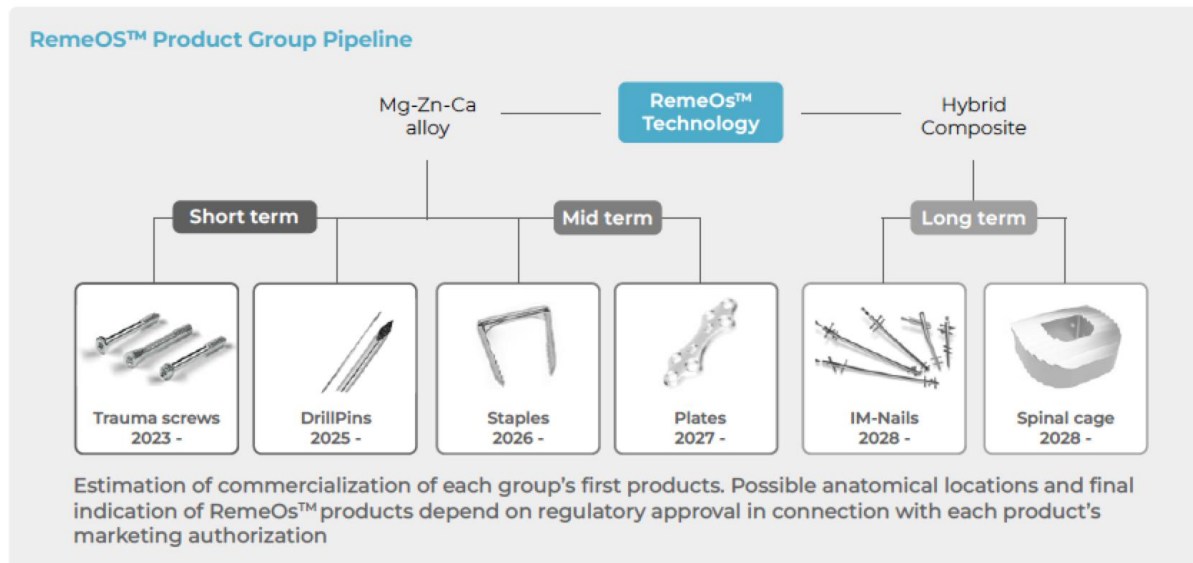 RemeOS™ Product Group Pipeline
Mg-Zn-Ca
alloy
RemeOs™
Technology
Hybrid
Composite
Short term
Mid term
Long term
Trauma screws
2023 -
DrillPins
2025 -
Staples
2026 -
Plates
2027 -
IM-Nails
2028 -
Spinal cage
2028 -
Estimation of commercialization of each group's first products. Possible anatomical locations and final
indication of RemeOs™ products depend on regulatory approval in connection with each product's
marketing authorization